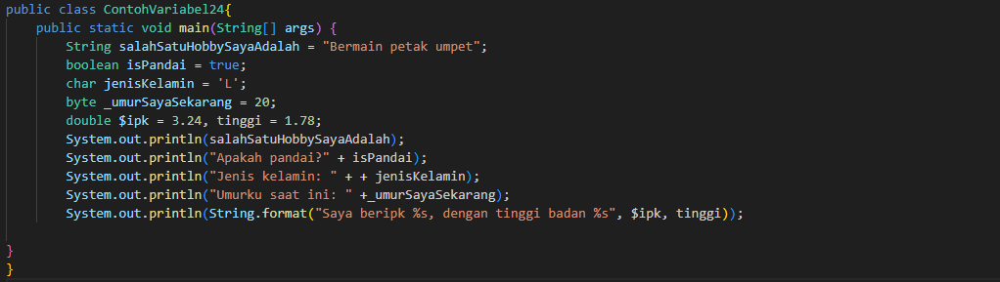 public class ContohVariabel24{
public static void main(String[] args) {
String salahSatuHobbySayaAdalah = "Bermain petak umpet";
boolean isPandai = true;
char jenisKelamin = 'L';
byte _umurSayaSekarang = 20;
double $ipk = 3.24, tinggi = 1.78;
System.out.println(salahSatuHobbySayaAdalah);
System.out.println("Apakah pandai?" + isPandai);
System.out.println("Jenis kelamin: " + + jenisKelamin);
System.out.println("Umurku saat ini: " +_umurSayaSekarang);
System.out.println(String.format("Saya beripk %s, dengan tinggi badan %s", $ipk, tinggi));
}
}